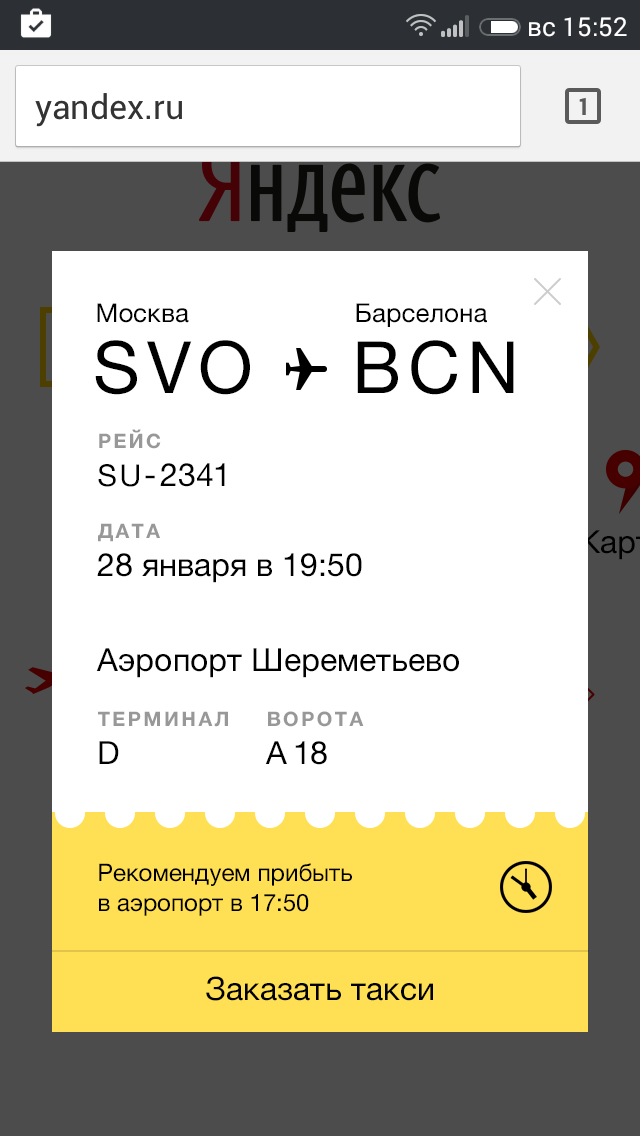 вс 15:52
yandex.ru
1
Яндекс
Москва Барселона
SVO BCN
РЕЙС
SU-2341
ДАТА
28 января в 19:50
Аэропорт Шереметьево
ТЕРМИНАЛ ВОРОТА
D A 18
Рекомендуем прибыть
в аэропорт в 17:50
Заказать такси